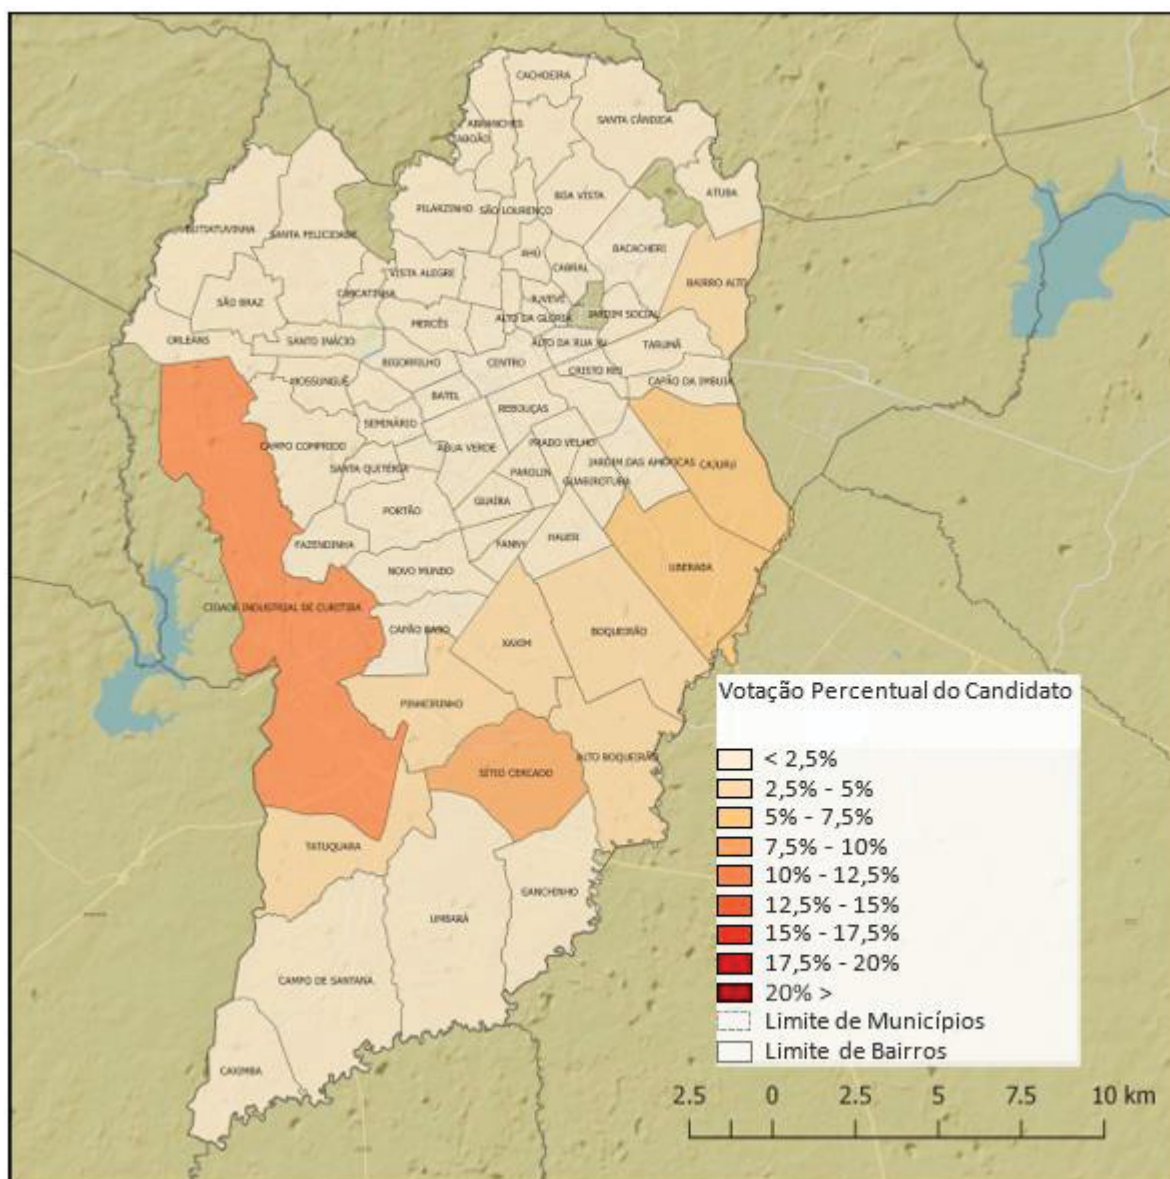 CACHOEIRA
SANTA CÂNDIDA
ABRANCHES
ATUBA
BOA VISTA
PILARZINHO
SÃO LOURENÇO
BUTIATUVINHA
SANTA FELICIDADE
BACACHERI
AHÚ
CABRAL
VISTA ALEGRE
BAIRRO ALTO
CASCATINHA
SÃO BRAZ
JUVEVÊ
ALTO DA GLÓRIA
JARDIM SOCIAL
MERCÊS
ORLEANS
SANTO INÁCIO
ALTO DA RUA XV
TARUMÃ
BIGORRILHO
CENTRO
CRISTO REI
MOSSUNGUÊ
CAPÃO DA IMBUIA
BATEL
REBOUÇAS
SEMINÁRIO
CAMPO COMPRIDO
ÁGUA VERDE
PRADO VELHO
SANTA QUITÉRIA
PAROLIN
JARDIM DAS AMÉRICAS
CAJURU
GUABIROTUBA
GUAÍRA
PORTÃO
FAZENDINHA
FANNY
HAUER
NOVO MUNDO
UBERABA
CIDADE INDUSTRIAL DE CURITIBA
CAPÃO RASO
XAXIM
BOQUEIRÃO
PINHEIRINHO
SÍTIO CERCADO
ALTO BOQUEIRÃO
TATUQUARA
GANCHINHO
UMBARÁ
CAMPO DE SANTANA
CAXIMBA
Votação Percentual do Candidato
< 2,5%
2,5% - 5%
5% - 7,5%
7,5% - 10%
10% - 12,5%
12,5% - 15%
15% - 17,5%
17,5% - 20%
20% >
Limite de Municípios
Limite de Bairros
2.5 0 2.5 5 7.5 10 km